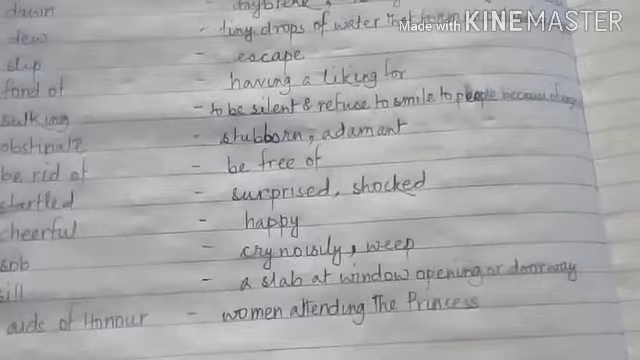 dawn - daybreak
Made with KINEMASTER
dew - tiny drops of water that
slip - escape
fond of - having a liking for
sulking - to be silent & refuse to smile to people because
obstinate - stubborn, adamant
be rid of - be free of
startled - surprised, shocked
cheerful - happy
sob - cry noisily, weep
sill - a slab at window opening or doorway
aids of Honour - women attending The Princess